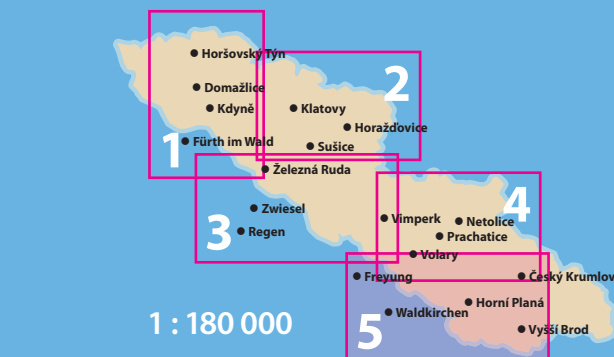 Horšovský Týn
Domažlice
2
Kdyně
Klatovy
Horažďovice
1
Fürth im Wald
Sušice
Železná Ruda
4
Zwiesel
Vimperk
Netolice
3
Regen
Prachatice
Volary
Freyung
Český Krumlov
Horní Planá
Waldkirchen
1 : 180 000
5
Vyšší Brod